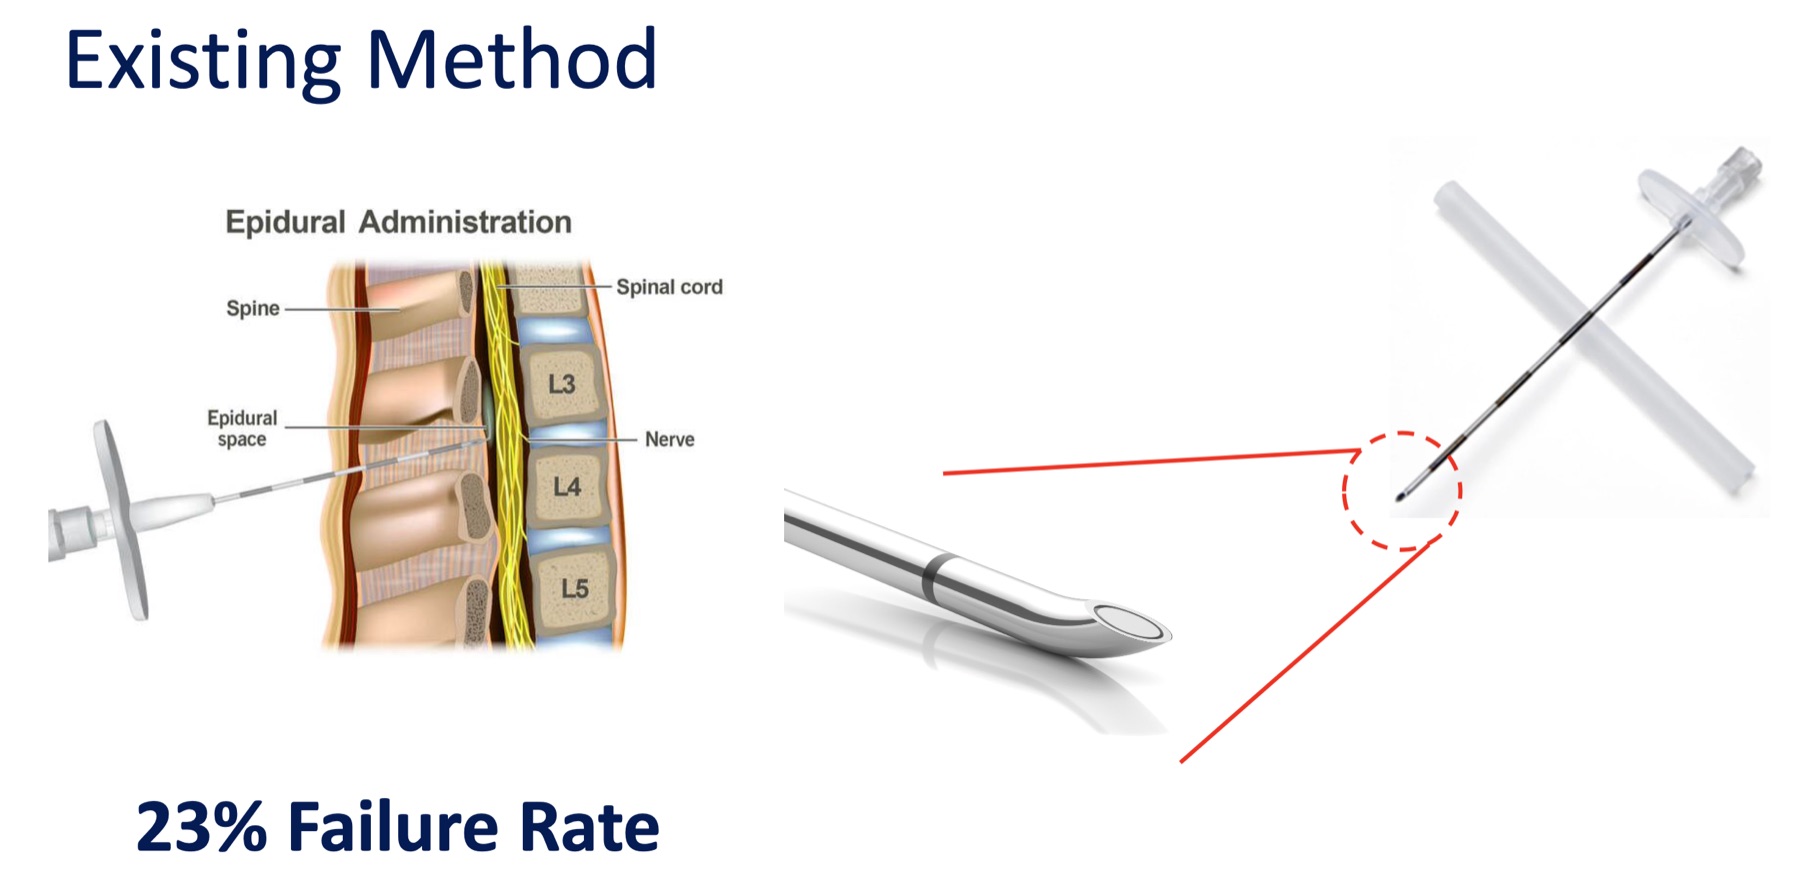 Existing Method
Epidural Administration
Spine
Spinal cord
L3
Epidural
space
Nerve
L4
L5
23% Failure Rate